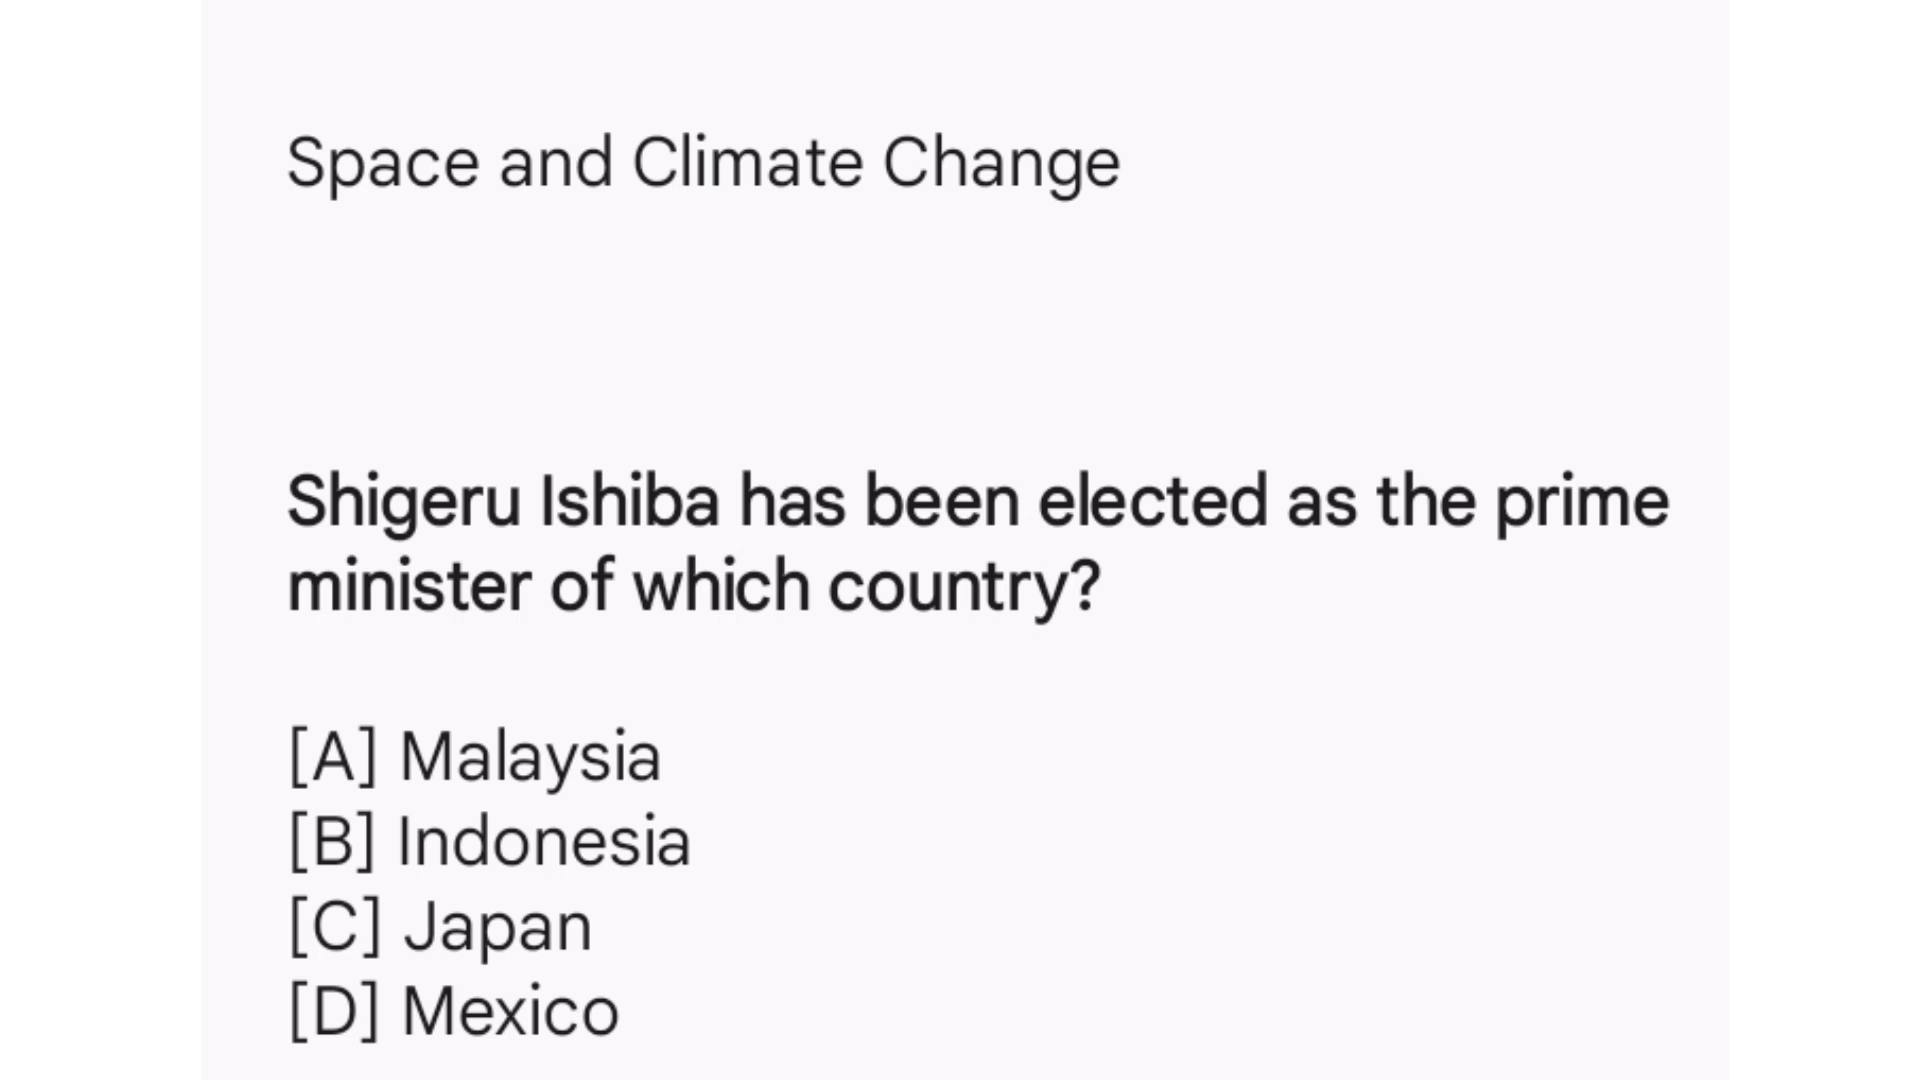 Space and Climate Change
Shigeru Ishiba has been elected as the prime
minister of which country?
[A] Malaysia
[B] Indonesia
[C] Japan
[D] Mexico